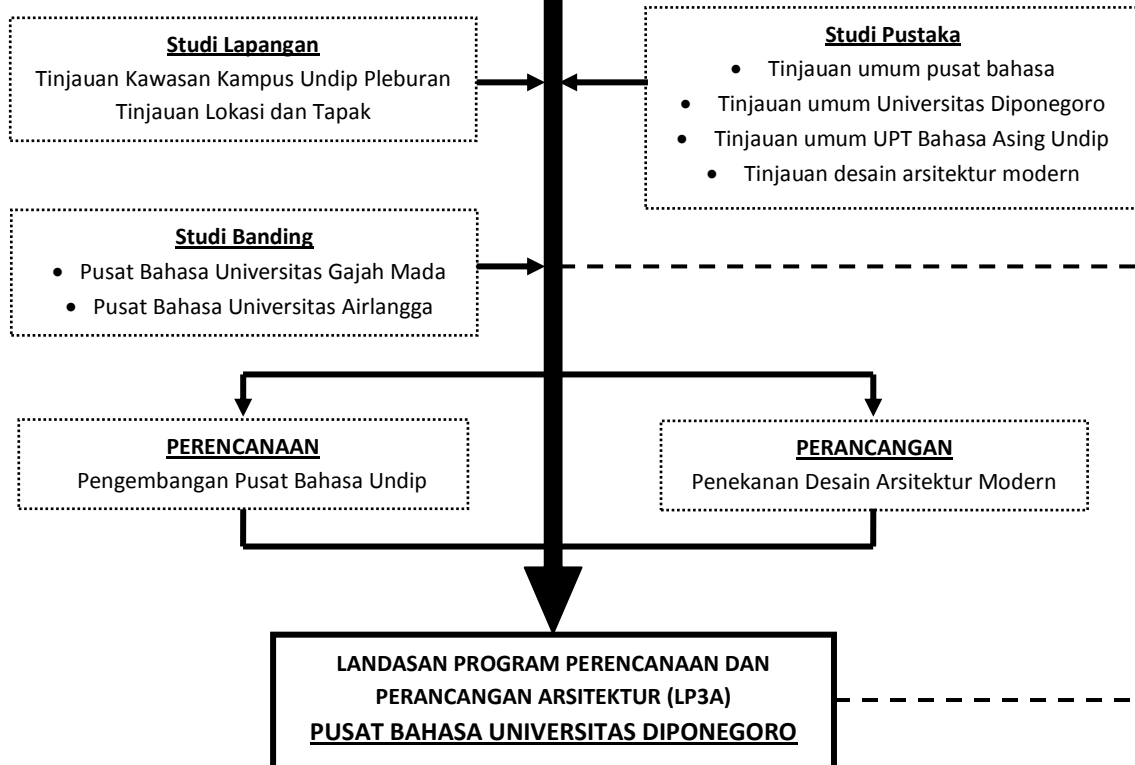 Studi Lapangan
Tinjauan Kawasan Kampus Undip Pleburan
Tinjauan Lokasi dan Tapak
Studi Pustaka
• Tinjauan umum pusat bahasa
• Tinjauan umum Universitas Diponegoro
• Tinjauan umum UPT Bahasa Asing Undip
• Tinjauan desain arsitektur modern
Studi Banding
• Pusat Bahasa Universitas Gajah Mada
• Pusat Bahasa Universitas Airlangga
PERENCANAAN
Pengembangan Pusat Bahasa Undip
PERANCANGAN
Penekanan Desain Arsitektur Modern
LANDASAN PROGRAM PERENCANAAN DAN
PERANCANGAN ARSITEKTUR (LP3A)
PUSAT BAHASA UNIVERSITAS DIPONEGORO